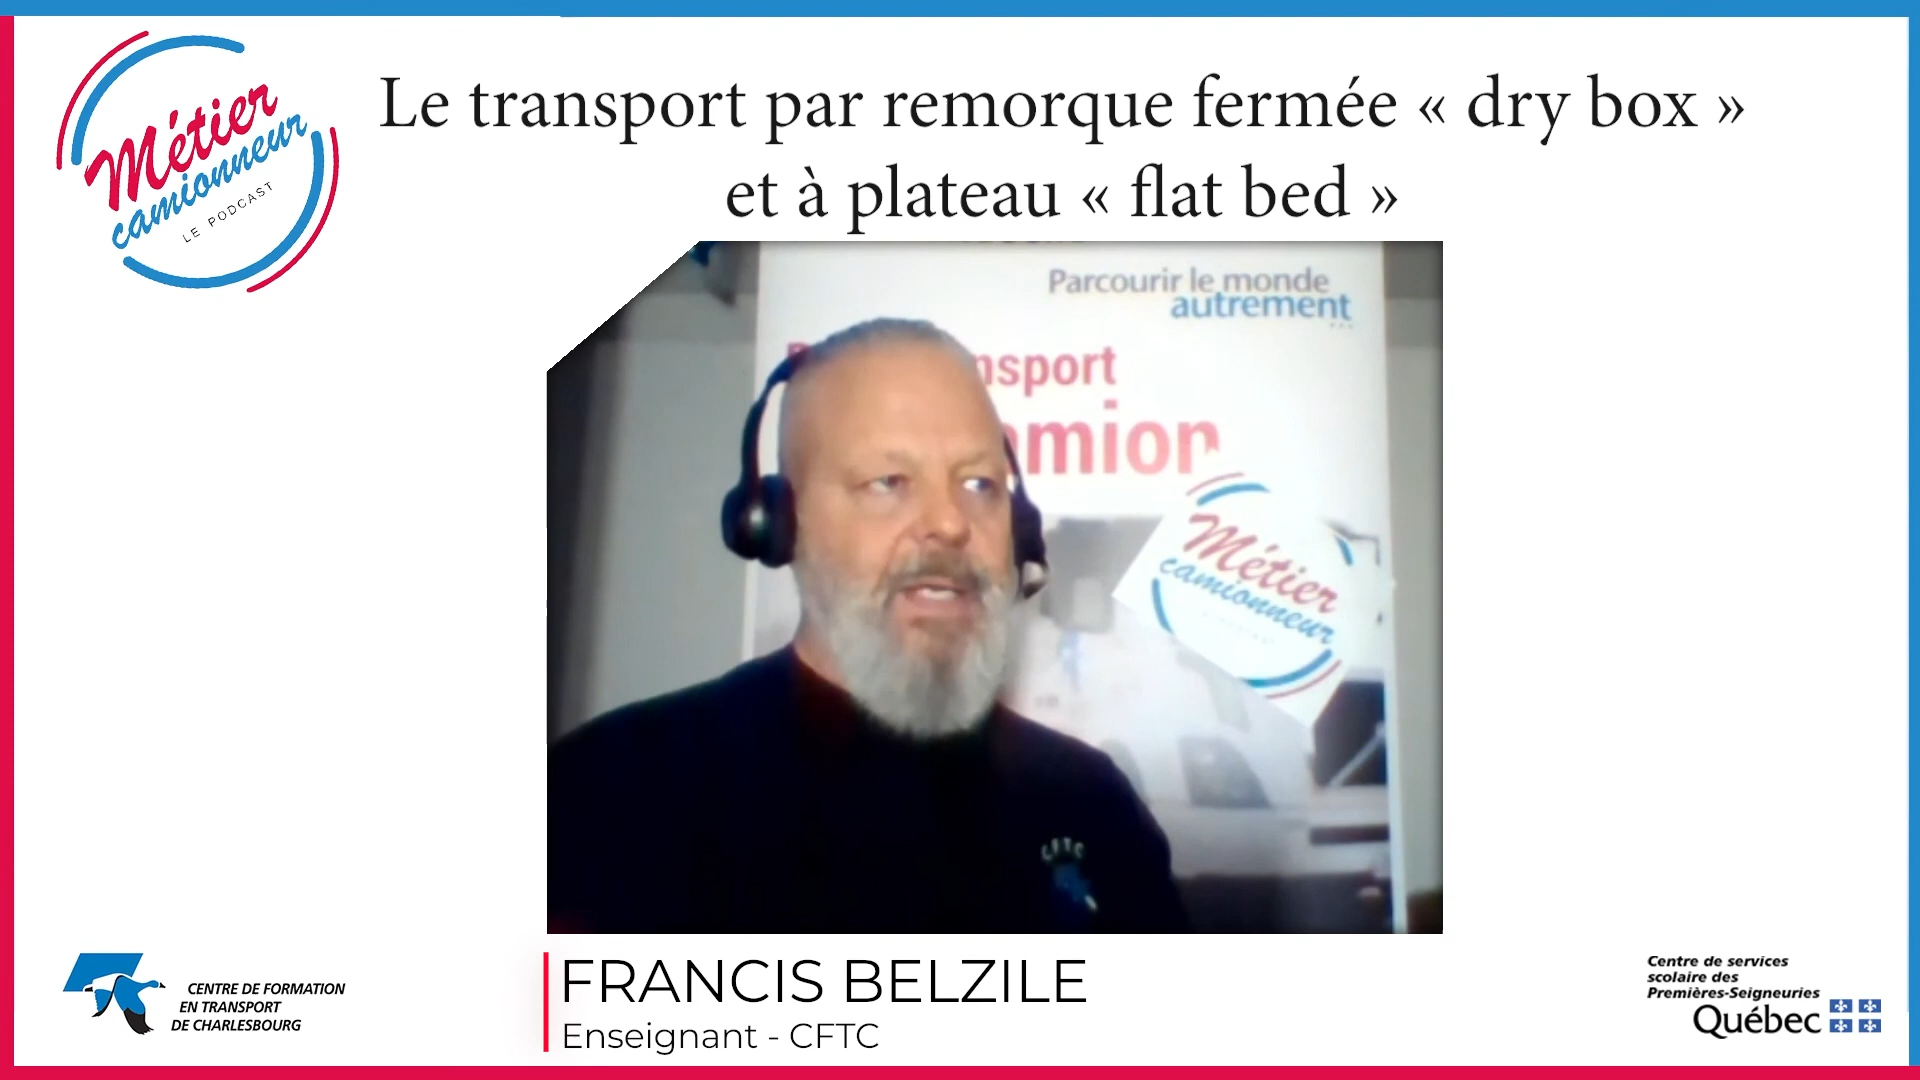 Métier
camionneur
LE PODCAST
Le transport par remorque fermée « dry box »
et à plateau « flat bed »
Parcourir le monde
autrement
...
Métier
camionneur
CFTC
FRANCIS BELZILE
Enseignant - CFTC
CENTRE DE FORMATION
EN TRANSPORT
DE CHARLESBOURG
Centre de services
scolaire des
Premières-Seigneuries
Québec